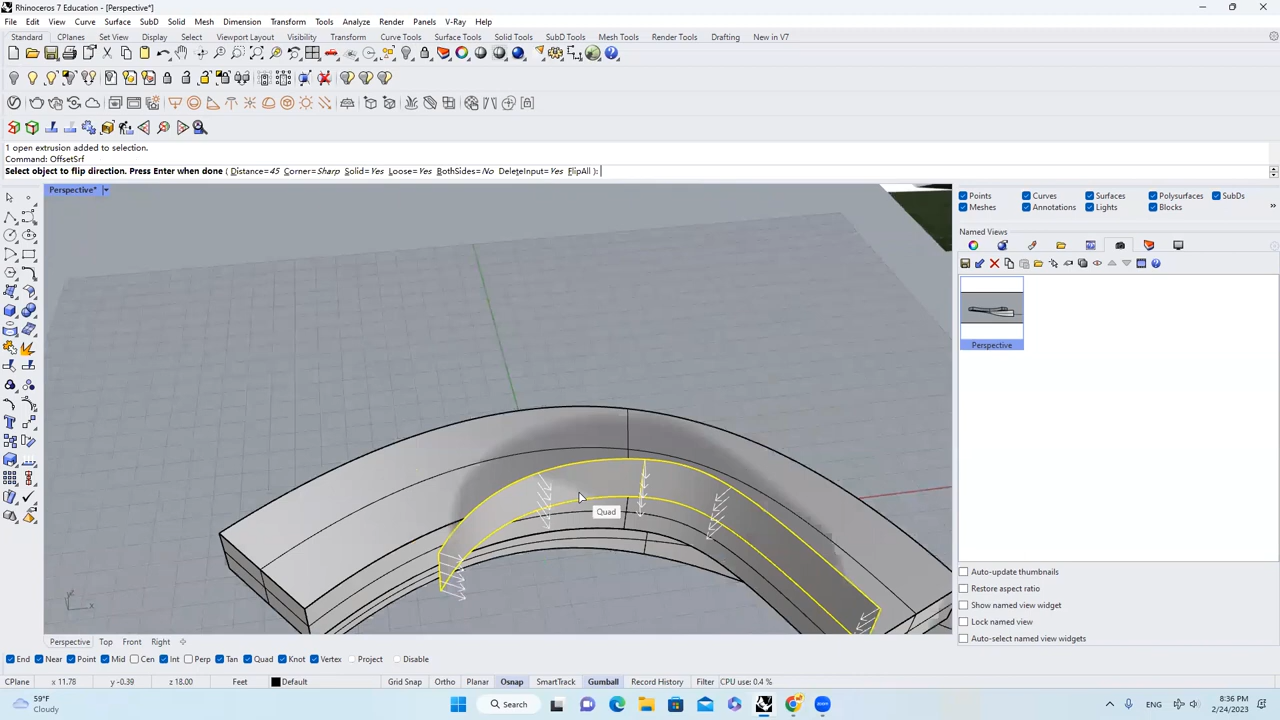 Rhinoceros 7 Education - [Perspective*]
File Edit View Curve Surface SubD Solid Mesh Dimension Transform Tools Analyze Render Panels V-Ray Help
Standard CPlanes Set View Display Select Viewport Layout Visibility Transform Curve Tools Surface Tools Solid Tools SubD Tools Mesh Tools Render Tools Drafting New in V7
1 open extrusion added to selection.
Command: OffsetSrf
Select object to flip direction. Press Enter when done ( Distance=45 Corner=Sharp Solid=Yes Loose=Yes BothSides=No DeleteInput=Yes FlipAll ):
Perspective*
Points Curves Surfaces Polysurfaces SubDs
Meshes Annotations Lights Blocks
Named Views
Perspective
Quad
Auto-update thumbnails
Restore aspect ratio
Show named view widget
Lock named view
Auto-select named view widgets
x
Perspective Top Front Right
End Near Point Mid Cen Int Perp Tan Quad Knot Vertex Project Disable
CPlane x 11.78 y -0.39 z 18.00 Feet Default Grid Snap Ortho Planar Osnap SmartTrack Gumball Record History Filter CPU use: 0.4 %
59°F
Cloudy
Search
ENG
8:36 PM
2/24/2023